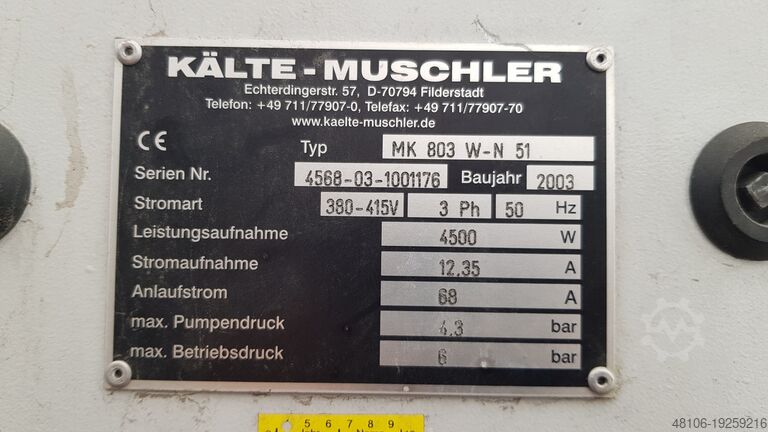 KÄLTE-MUSCHLER
Echterdingerstr. 57, D-70794 Filderstadt
Telefon: +49 711/77907-0, Telefax: +49 711/77907-70
www.kaelte-muschler.de
CE Typ MK 803 W-N 51
Serien Nr. 4568-03-1001176 Baujahr 2003
Stromart 380-415V 3 Ph 50 Hz
Leistungsaufnahme 4500 W
Stromaufnahme 12.35 A
Anlaufstrom 68 A
max. Pumpendruck 4.3 bar
max. Betriebsdruck 6 bar
5 6 7 8 9
48106-19259216